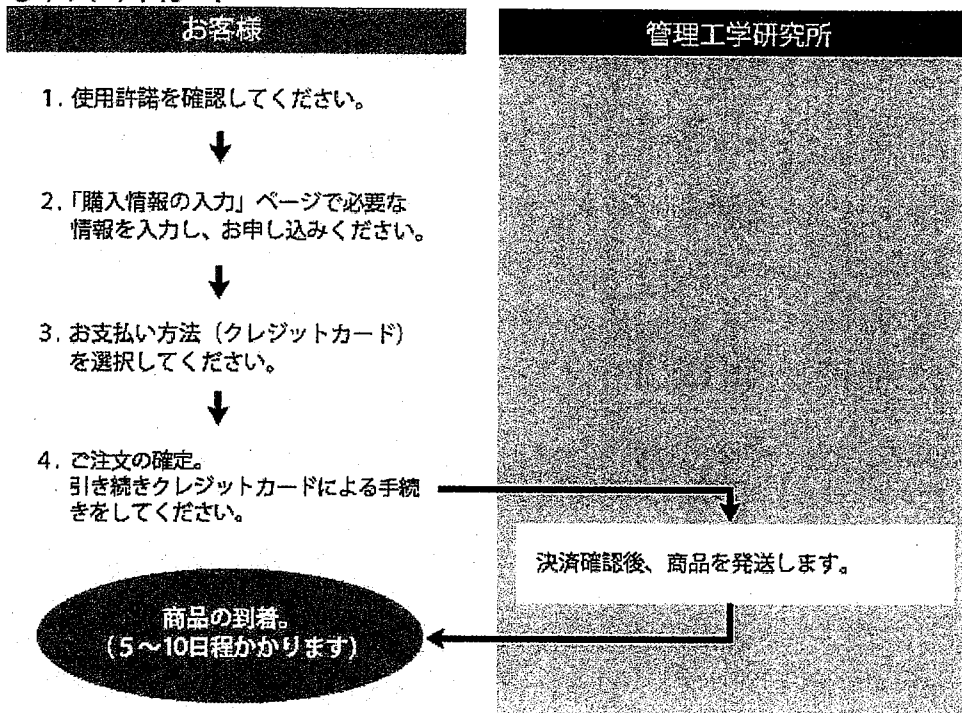 お客様
1. 使用許諾を確認してください。
2.「購入情報の入力」ページで必要な
情報を入力し、お申し込みください。
3. お支払い方法（クレジットカード）
を選択してください。
4. ご注文の確定。
引き続きクレジットカードによる手続
きをしてください。
商品の到着。
（5～10日程かかります）
管理工学研究所
決済確認後、商品を発送します。